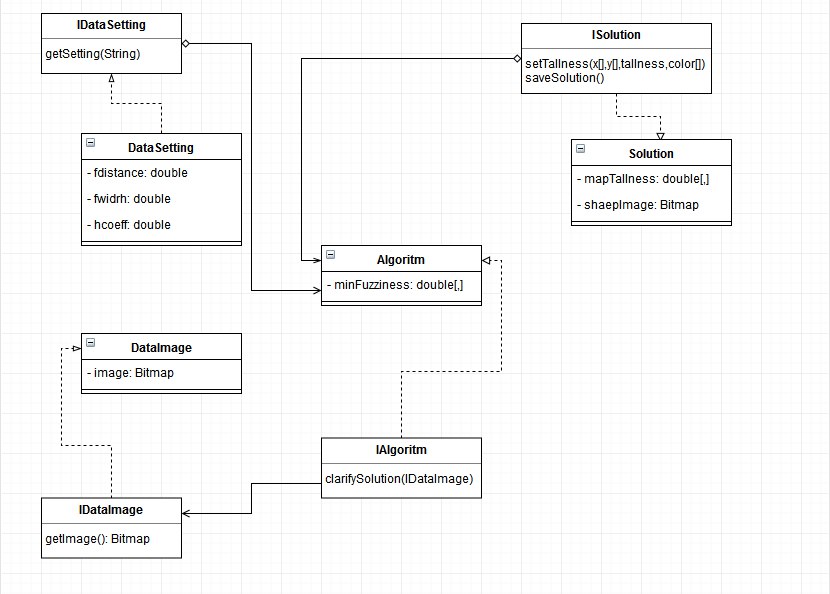 IDataSetting
getSetting(String)
ISolution
setTallness(x[],y[],tallness,color[])
saveSolution()
DataSetting
- fdistance: double
- fwidrh: double
- hcoeff: double
Solution
- mapTallness: double[,]
- shaepImage: Bitmap
Algoritm
- minFuzziness: double[,]
DataImage
- image: Bitmap
IAlgoritm
clarifySolution(IDataImage)
IDataImage
getImage(): Bitmap